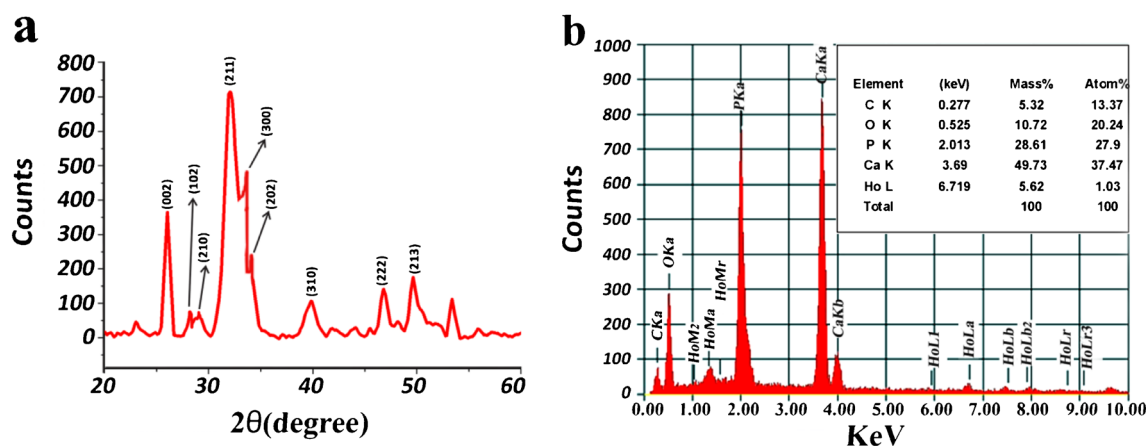 a
800
700
600
500
400
300
200
100
0
Counts
(002)
(102)
(210)
(211)
(300)
(202)
(310)
(222)
(213)
20 30 40 50 60
2θ(degree)
b
1000
900
800
700
600
500
400
300
200
100
0
Counts
CKa
OKa
HoM2
HoMa
HoMr
PKa
CaKa
CaKb
HoL1
HoLa
HoLb
HoLb2
HoLr
HoLr3
Element (keV) Mass% Atom%
C K 0.277 5.32 13.37
O K 0.525 10.72 20.24
P K 2.013 28.61 27.9
Ca K 3.69 49.73 37.47
Ho L 6.719 5.62 1.03
Total 100 100
0.00 1.00 2.00 3.00 4.00 5.00 6.00 7.00 8.00 9.00 10.00
KeV